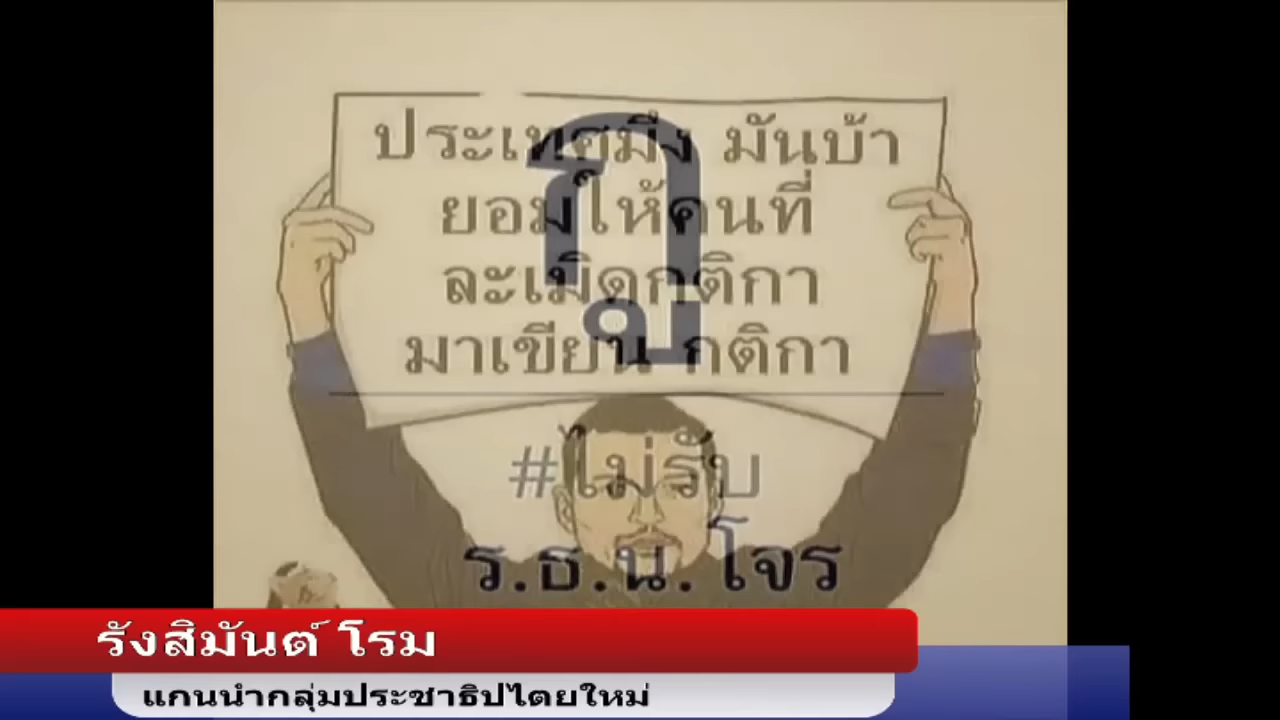 ประเทศมึง มันบ้า
ยอมให้คนที่
ละเมิดกติกา
มาเขียน กติกา
กู
#ไม่รับ
ร.ธ.น.โจร
รังสิมันต์ โรม
แกนนำกลุ่มประชาธิปไตยใหม่